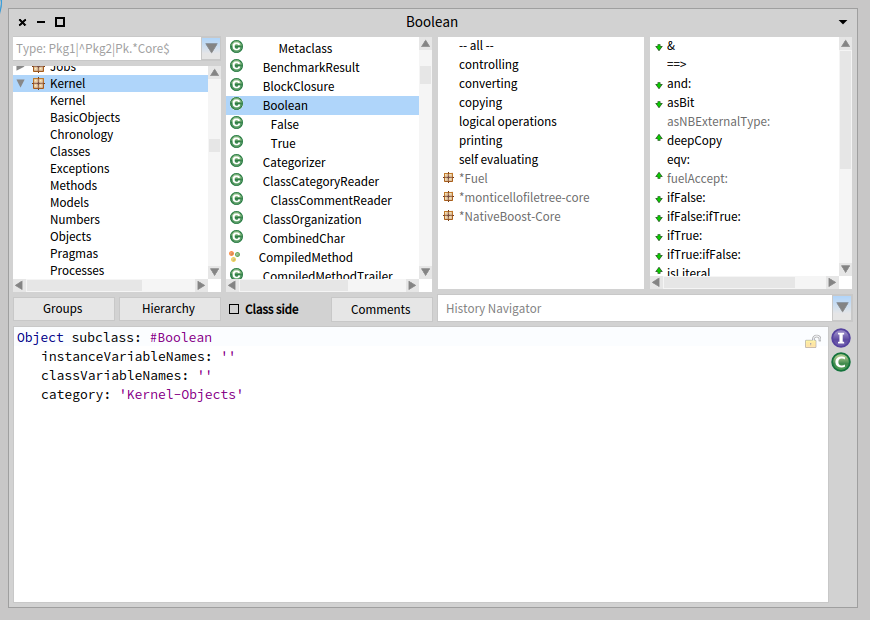 Boolean
Type: Pkg1|^Pkg2|Pk.*Core$
Jobs
Kernel
Kernel
BasicObjects
Chronology
Classes
Exceptions
Methods
Models
Numbers
Objects
Pragmas
Processes
Metaclass
BenchmarkResult
BlockClosure
Boolean
False
True
Categorizer
ClassCategoryReader
ClassCommentReader
ClassOrganization
CombinedChar
CompiledMethod
CompiledMethodTrailer
-- all --
controlling
converting
copying
logical operations
printing
self evaluating
*Fuel
*monticellofiletree-core
*NativeBoost-Core
&
==>
and:
asBit
asNBExternalType:
deepCopy
eqv:
fuelAccept:
ifFalse:
ifFalse:ifTrue:
ifTrue:
ifTrue:ifFalse:
isLiteral
Groups
Hierarchy
Class side
Comments
History Navigator
Object subclass: #Boolean
instanceVariableNames: ''
classVariableNames: ''
category: 'Kernel-Objects'
I
C